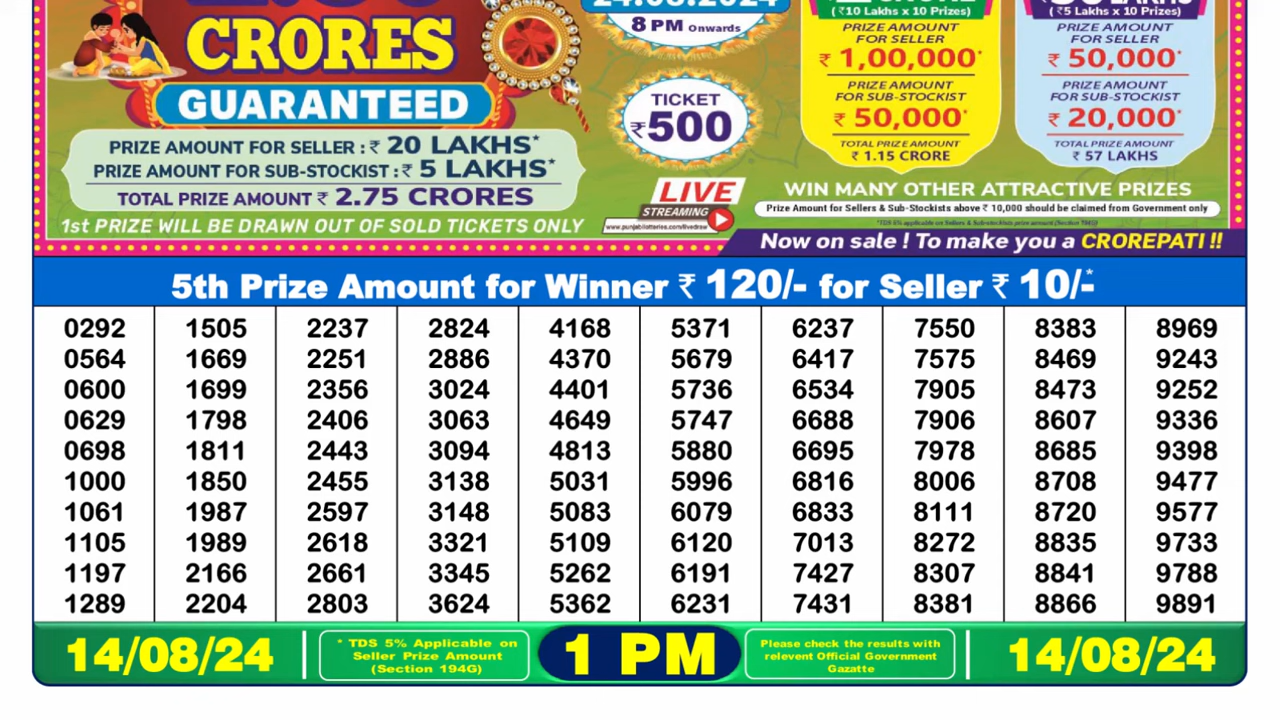 24.08.2024
8 PM Onwards
CRORES
GUARANTEED
PRIZE AMOUNT FOR SELLER : ₹ 20 LAKHS*
PRIZE AMOUNT FOR SUB-STOCKIST : ₹ 5 LAKHS*
TOTAL PRIZE AMOUNT ₹ 2.75 CRORES
1st PRIZE WILL BE DRAWN OUT OF SOLD TICKETS ONLY
TICKET
₹500
LIVE
STREAMING
www.punjablotteries.com/livedraw
(₹10 Lakhs x 10 Prizes)
PRIZE AMOUNT
FOR SELLER
₹ 1,00,000*
PRIZE AMOUNT
FOR SUB-STOCKIST
₹ 50,000*
TOTAL PRIZE AMOUNT
₹ 1.15 CRORE
LAKHS
(₹5 Lakhs x 10 Prizes)
PRIZE AMOUNT
FOR SELLER
₹ 50,000*
PRIZE AMOUNT
FOR SUB-STOCKIST
₹ 20,000*
TOTAL PRIZE AMOUNT
₹ 57 LAKHS
WIN MANY OTHER ATTRACTIVE PRIZES
Prize Amount for Sellers & Sub-Stockists above ₹ 10,000 should be claimed from Government only
Now on sale ! To make you a CROREPATI !!
5th Prize Amount for Winner ₹ 120/- for Seller ₹ 10/-*
0292 1505 2237 2824 4168 5371 6237 7550 8383 8969
0564 1669 2251 2886 4370 5679 6417 7575 8469 9243
0600 1699 2356 3024 4401 5736 6534 7905 8473 9252
0629 1798 2406 3063 4649 5747 6688 7906 8607 9336
0698 1811 2443 3094 4813 5880 6695 7978 8685 9398
1000 1850 2455 3138 5031 5996 6816 8006 8708 9477
1061 1987 2597 3148 5083 6079 6833 8111 8720 9577
1105 1989 2618 3321 5109 6120 7013 8272 8835 9733
1197 2166 2661 3345 5262 6191 7427 8307 8841 9788
1289 2204 2803 3624 5362 6231 7431 8381 8866 9891
14/08/24
* TDS 5% Applicable on
Seller Prize Amount
(Section 194G)
1 PM
Please check the results with
relevent Official Government
Gazatte
14/08/24